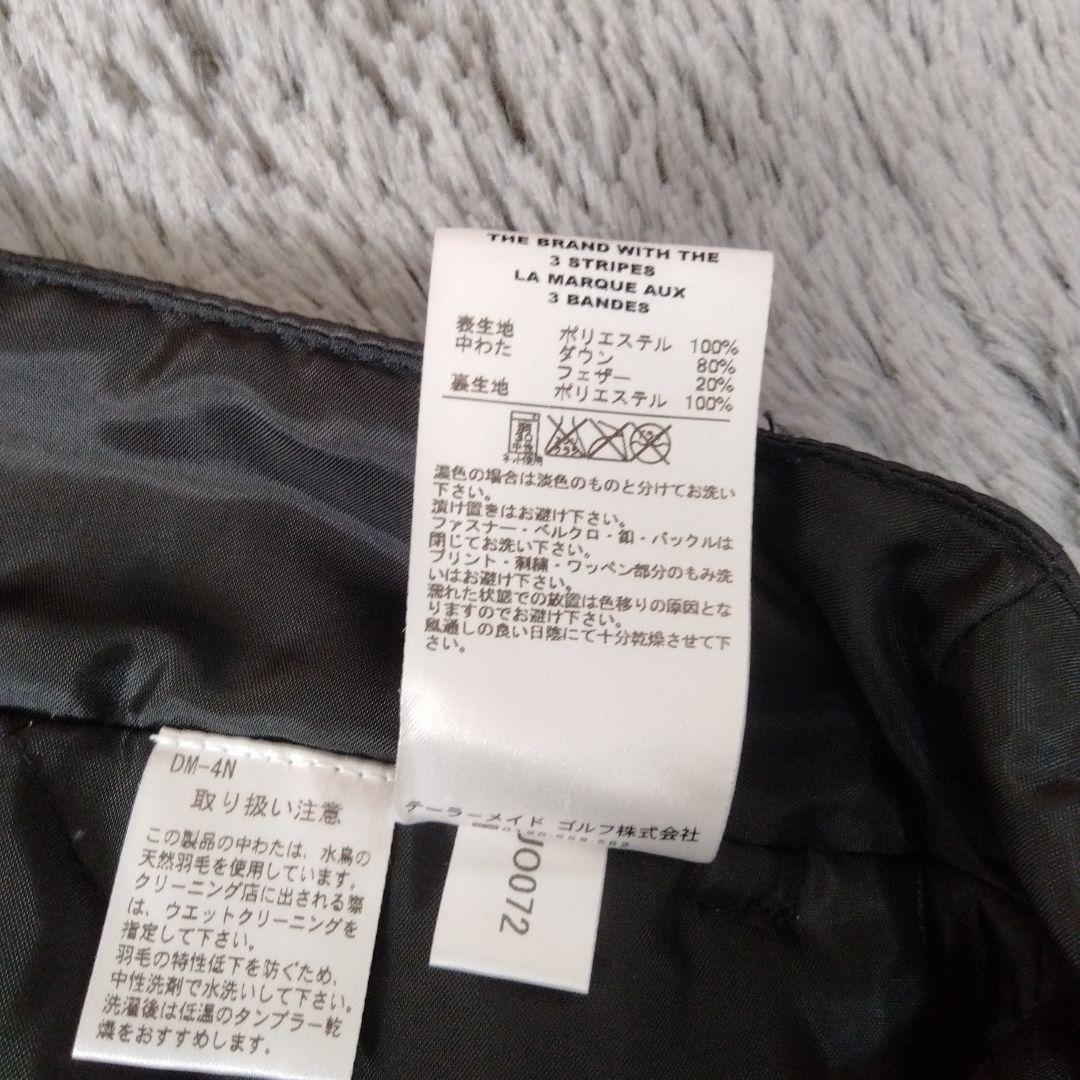 THE BRAND WITH THE
3 STRIPES
LA MARQUE AUX
3 BANDES
表生地 ポリエステル 100%
中わた ダウン 80%
フェザー 20%
裏生地 ポリエステル 100%
ネット使用
濃色の場合は淡色のものと分けてお洗い
下さい。
漬け置きはお避け下さい。
ファスナー・ベルクロ・釦・バックルは
閉じてお洗い下さい。
プリント・刺繍・ワッペン部分のもみ洗
いはお避け下さい。
濡れた状態での放置は色移りの原因とな
りますのでお避け下さい。
風通しの良い日陰にて十分乾燥させて下
さい。
テーラーメイド ゴルフ株式会社
JO072
DM-4N
取り扱い注意
この製品の中わたは、水鳥の
天然羽毛を使用しています。
クリーニング店に出される際
は、ウエットクリーニングを
指定して下さい。
羽毛の特性低下を防ぐため、
中性洗剤で水洗いして下さい。
洗濯後は低温のタンブラー乾
燥をおすすめします。